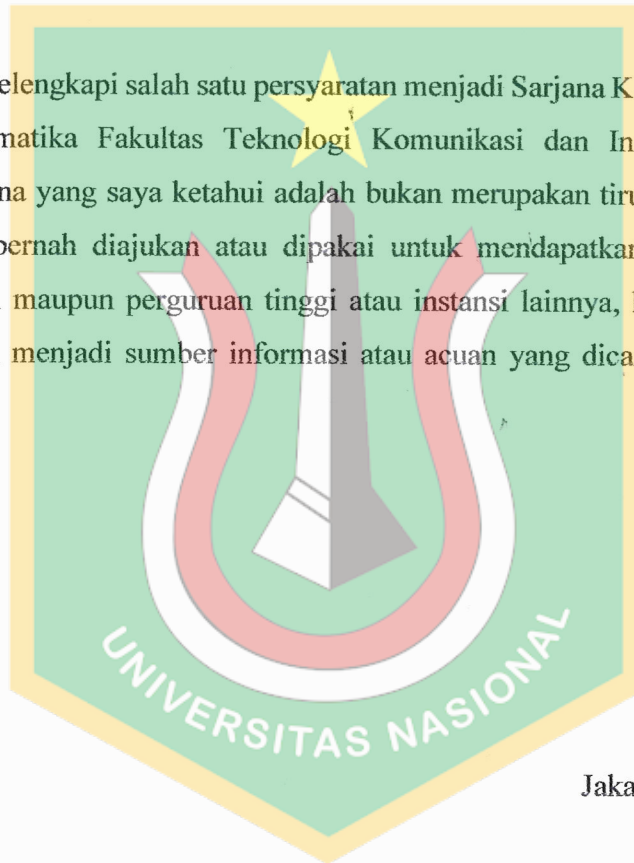 elengkapi salah satu persyaratan menjadi Sarjana K
matika Fakultas Teknologi Komunikasi dan In
na yang saya ketahui adalah bukan merupakan tiru
pernah diajukan atau dipakai untuk mendapatkan
maupun perguruan tinggi atau instansi lainnya,
menjadi sumber informasi atau acuan yang dica
UNIVERSITAS NASIONAL
Jaka